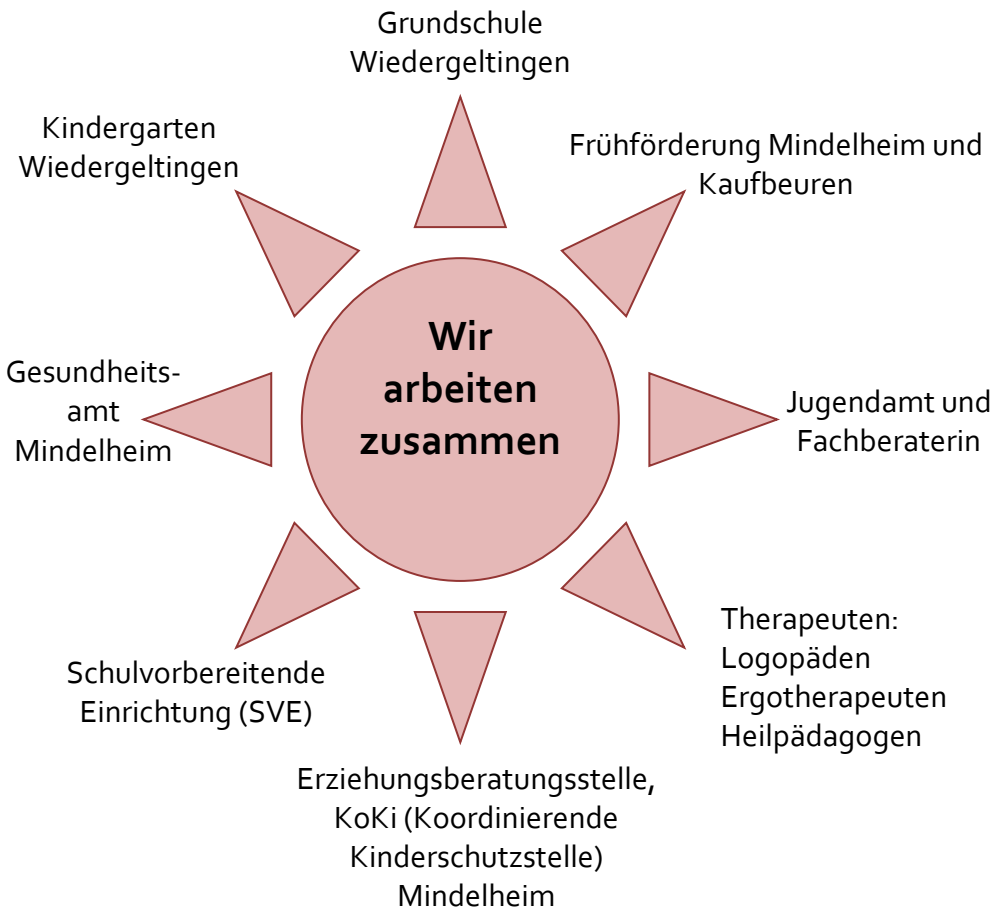 Grundschule
Wiedergeltingen
Kindergarten
Wiedergeltingen
Frühförderung Mindelheim und
Kaufbeuren
Wir
arbeiten
zusammen
Gesundheits-
amt
Mindelheim
Jugendamt und
Fachberaterin
Schulvorbereitende
Einrichtung (SVE)
Therapeuten:
Logopäden
Ergotherapeuten
Heilpädagogen
Erziehungsberatungsstelle,
KoKi (Koordinierende
Kinderschutzstelle)
Mindelheim